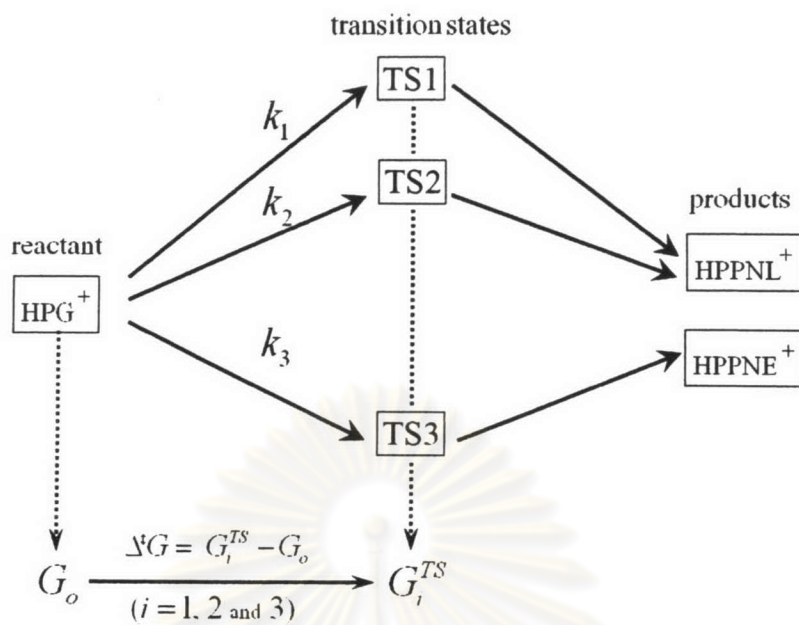 transition states
TS1
k₁
TS2
k₂
products
reactant
HPPNL⁺
HPG⁺
k₃
HPPNE⁺
TS3
Δ‡G = Gᵢᵀˢ – Gₒ
Gₒ
Gᵢᵀˢ
(i = 1, 2 and 3)